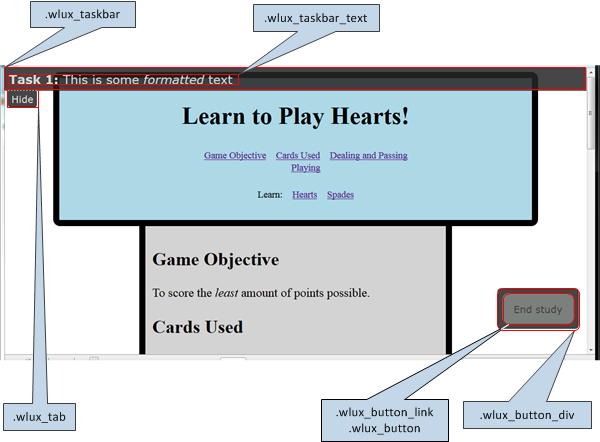 .wlux_taskbar
.wlux_taskbar_text
Task 1: This is some formatted text
Hide
Learn to Play Hearts!
Game Objective Cards Used Dealing and Passing
Playing
Learn: Hearts Spades
Game Objective
To score the least amount of points possible.
Cards Used
End study
.wlux_tab
.wlux_button_link
.wlux_button
.wlux_button_div